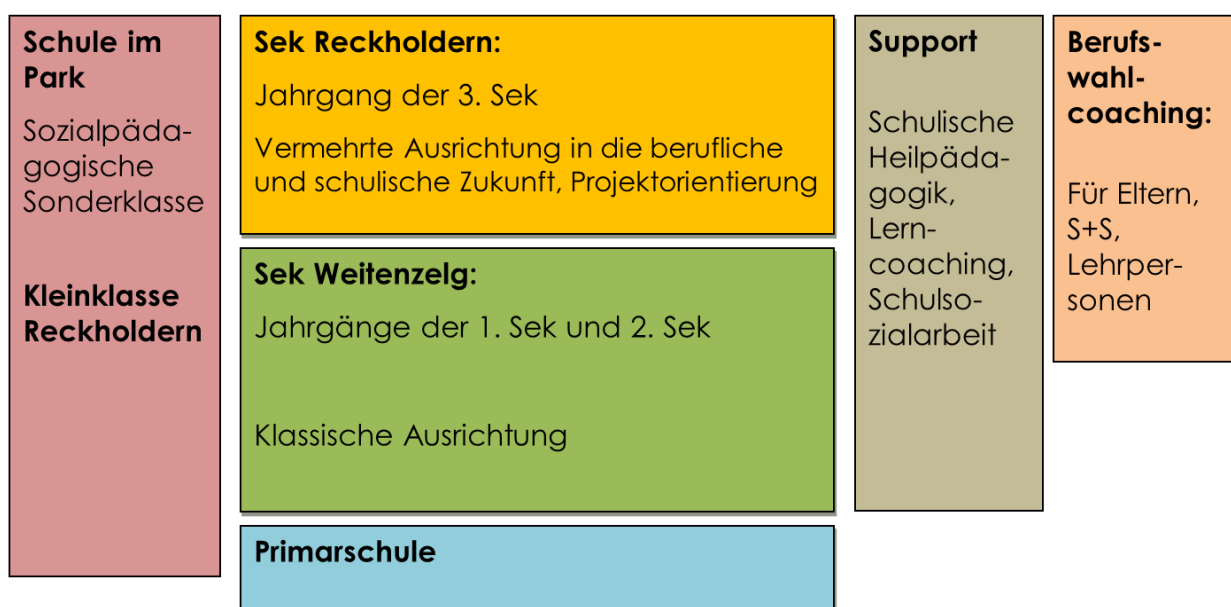 Schule im
Park
Sozialpäda-
gogische
Sonderklasse
Kleinklasse
Reckholdern
Sek Reckholdern:
Jahrgang der 3. Sek
Vermehrte Ausrichtung in die berufliche
und schulische Zukunft, Projektorientierung
Sek Weitenzelg:
Jahrgänge der 1. Sek und 2. Sek
Klassische Ausrichtung
Primarschule
Support
Schulische
Heilpäda-
gogik,
Lern-
coaching,
Schulso-
zialarbeit
Berufs-
wahl-
coaching:
Für Eltern,
S+S,
Lehrper-
sonen